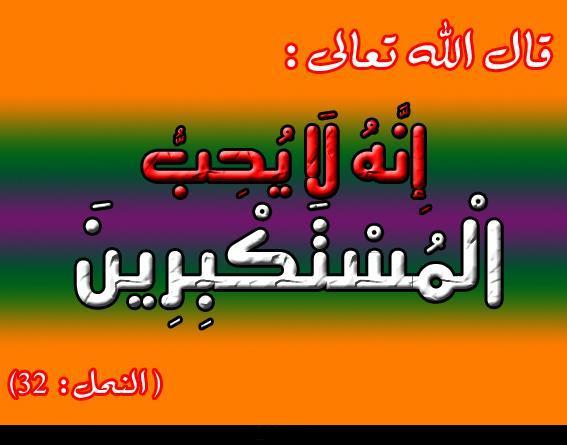 قال الله تعالى :
إِنَّهُ لَا يُحِبُّ
الْمُسْتَكْبِرِينَ
( النحل : 32)